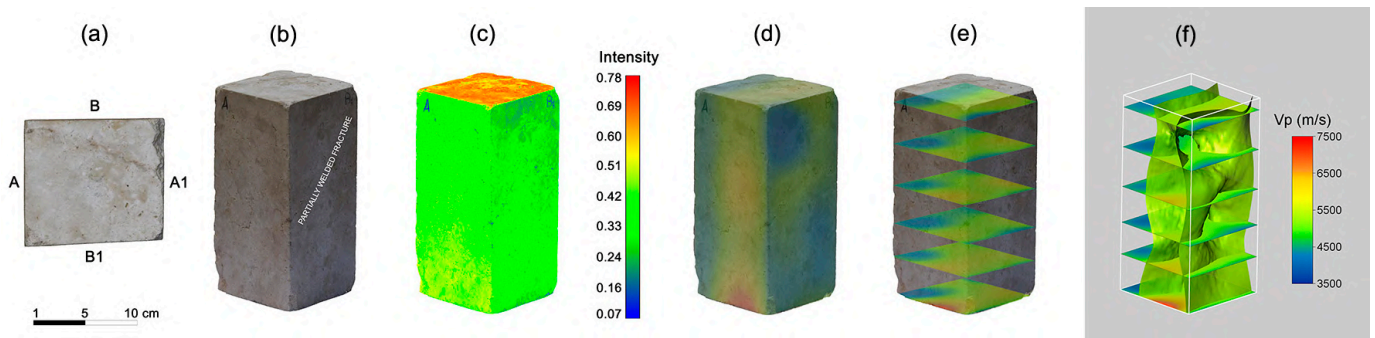 (a)
(b)
(c)
(d)
(e)
(f)
B
A
A1
B1
1 5 10 cm
A
B
PARTIALLY WELDED FRACTURE
A
B
Intensity
0.78
0.69
0.60
0.51
0.42
0.33
0.25
0.16
0.07
A
B
A
B
Vp (m/s)
7500
6500
5500
4500
3500